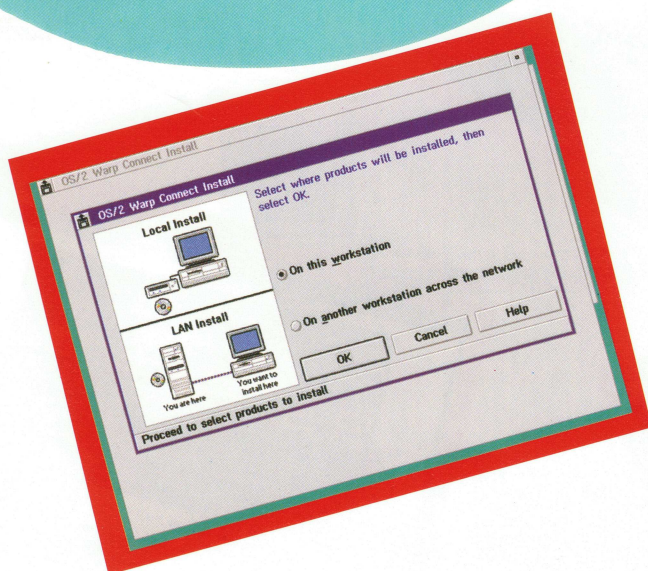 OS/2 Warp Connect Install
OS/2 Warp Connect Install
Local Install
LAN Install
You are here
You want to
install here
Select where products will be installed, then
select OK.
On this workstation
On another workstation across the network
OK
Cancel
Help
Proceed to select products to install